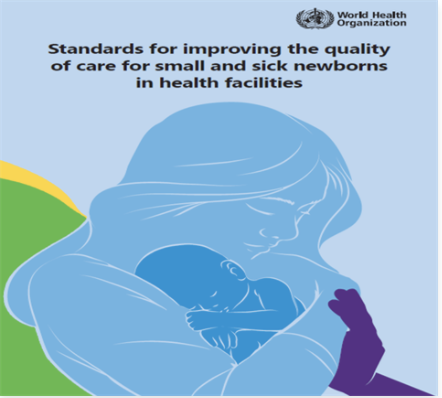 World Health
Organization
Standards for improving the quality
of care for small and sick newborns
in health facilities